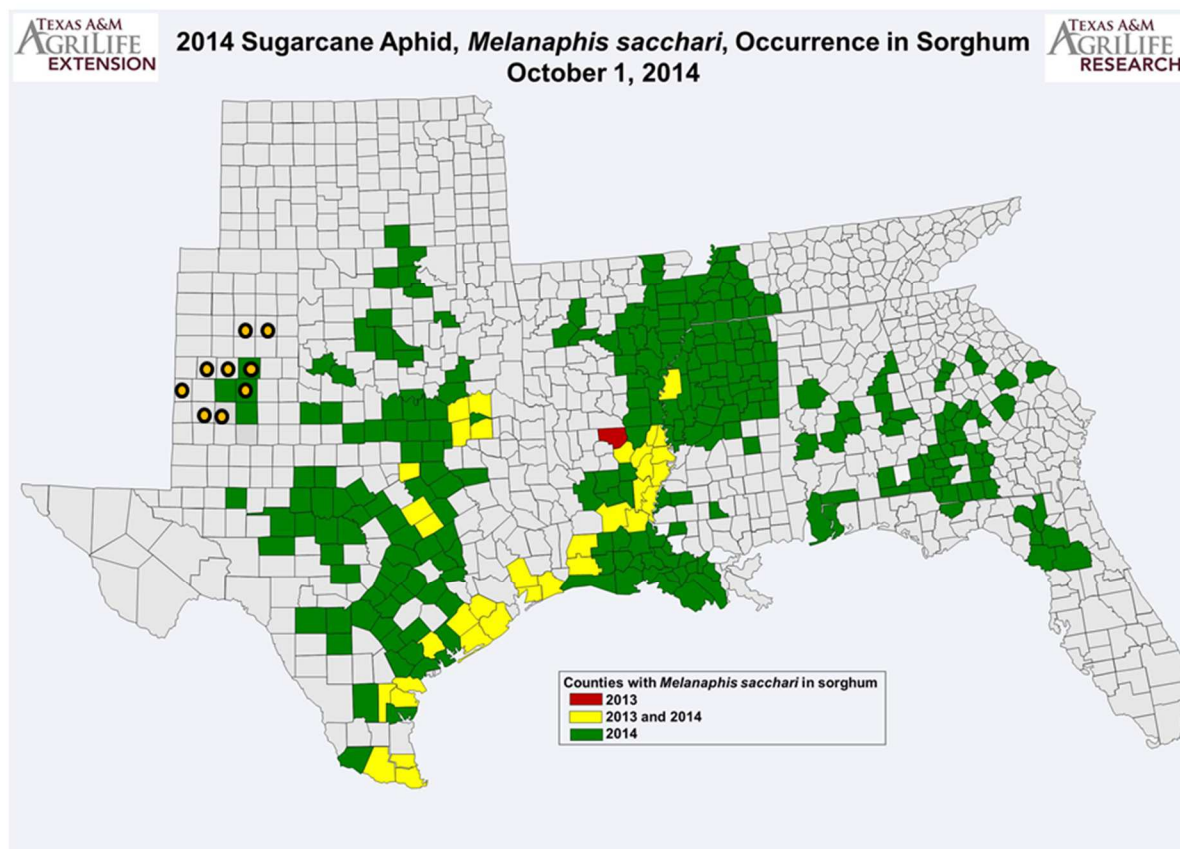 TEXAS A&M
AGRILIFE
EXTENSION
2014 Sugarcane Aphid, Melanaphis sacchari, Occurrence in Sorghum
October 1, 2014
TEXAS A&M
AGRILIFE
RESEARCH
Counties with Melanaphis sacchari in sorghum
2013
2013 and 2014
2014